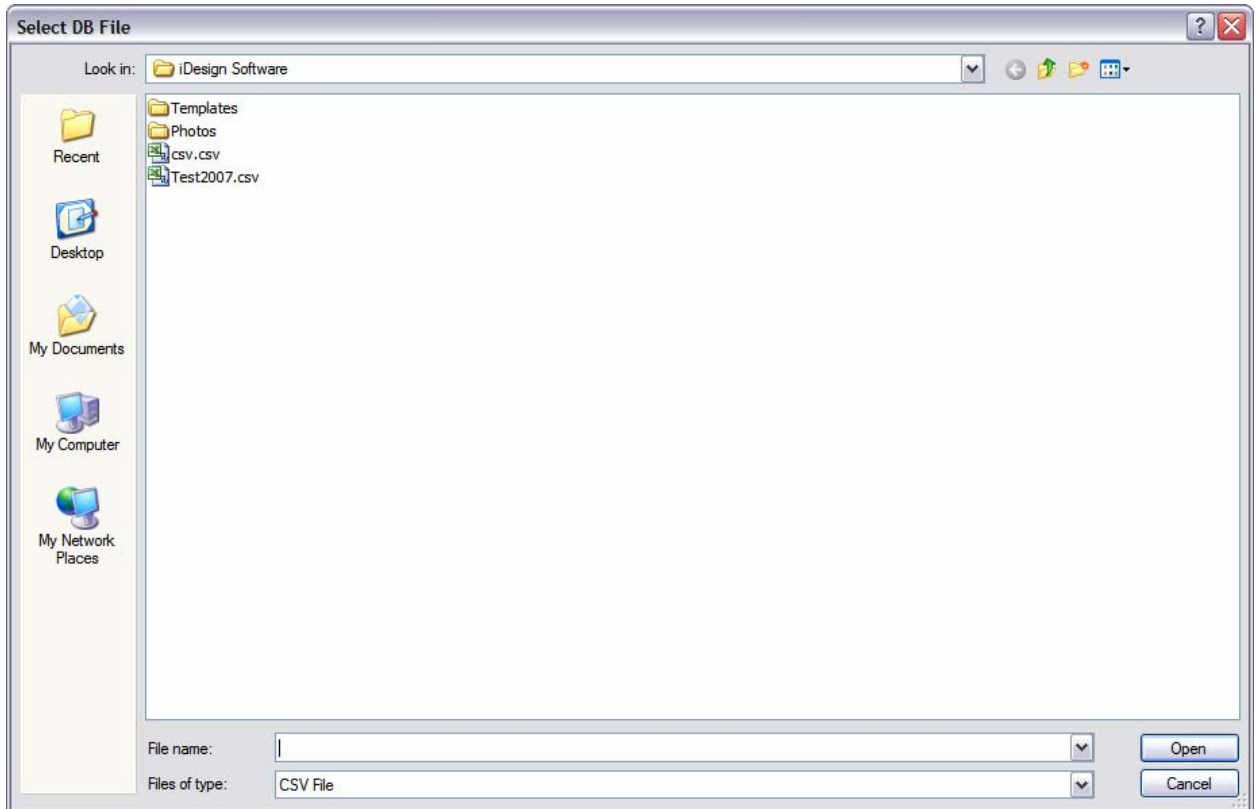 Select DB File
Look in: iDesign Software
Recent
Desktop
My Documents
My Computer
My Network
Places
Templates
Photos
csv.csv
Test2007.csv
File name:
Open
Files of type: CSV File
Cancel